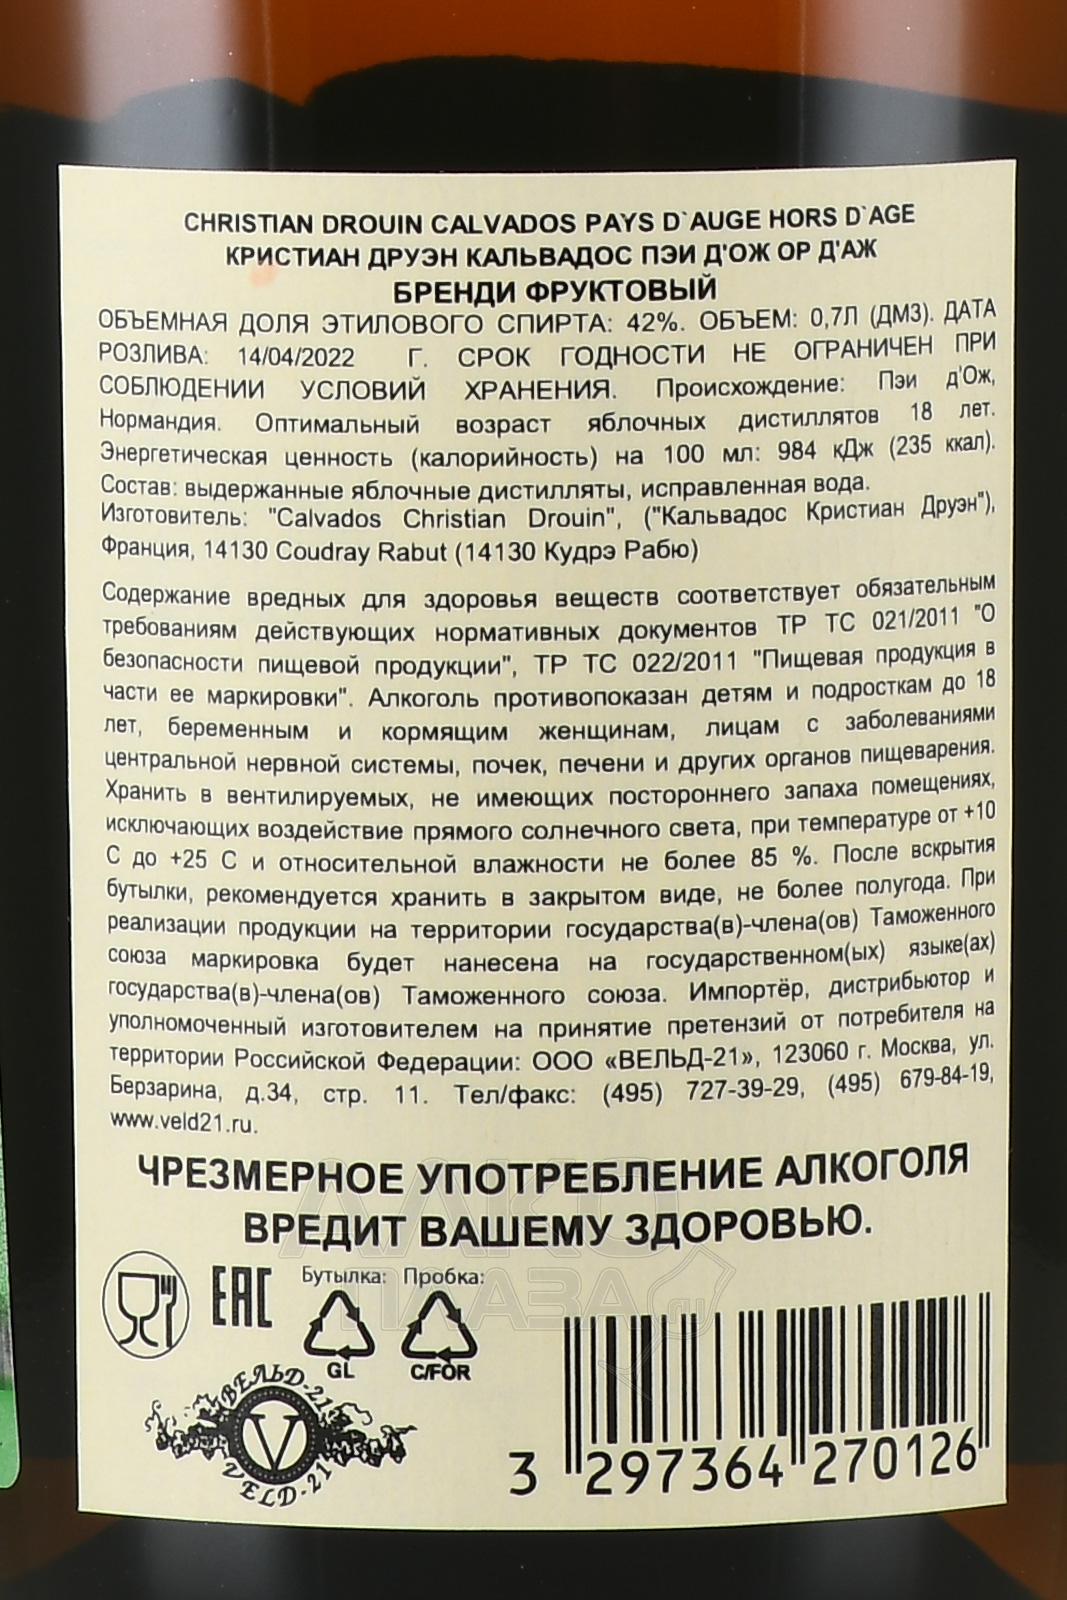 CHRISTIAN DROUIN CALVADOS PAYS D`AUGE HORS D`AGE
КРИСТИАН ДРУЭН КАЛЬВАДОС ПЭИ Д'ОЖ ОР Д'АЖ
БРЕНДИ ФРУКТОВЫЙ
ОБЪЕМНАЯ ДОЛЯ ЭТИЛОВОГО СПИРТА: 42%. ОБЪЕМ: 0,7Л (ДМЗ). ДАТА
РОЗЛИВА: 14/04/2022 Г. СРОК ГОДНОСТИ НЕ ОГРАНИЧЕН ПРИ
СОБЛЮДЕНИИ УСЛОВИЙ ХРАНЕНИЯ. Происхождение: Пэи д'Ож,
Нормандия. Оптимальный возраст яблочных дистиллятов 18 лет.
Энергетическая ценность (калорийность) на 100 мл: 984 кДж (235 ккал).
Состав: выдержанные яблочные дистилляты, исправленная вода.
Изготовитель: "Calvados Christian Drouin", ("Кальвадос Кристиан Друэн"),
Франция, 14130 Coudray Rabut (14130 Кудрэ Рабю)
Содержание вредных для здоровья веществ соответствует обязательным
требованиям действующих нормативных документов ТР ТС 021/2011 "О
безопасности пищевой продукции", ТР ТС 022/2011 "Пищевая продукция в
части ее маркировки". Алкоголь противопоказан детям и подросткам до 18
лет, беременным и кормящим женщинам, лицам с заболеваниями
центральной нервной системы, почек, печени и других органов пищеварения.
Хранить в вентилируемых, не имеющих постороннего запаха помещениях,
исключающих воздействие прямого солнечного света, при температуре от +10
С до +25 С и относительной влажности не более 85 %. После вскрытия
бутылки, рекомендуется хранить в закрытом виде, не более полугода. При
реализации продукции на территории государства(в)-члена(ов) Таможенного
союза маркировка будет нанесена на государственном(ых) языке(ах)
государства(в)-члена(ов) Таможенного союза. Импортёр, дистрибьютор и
уполномоченный изготовителем на принятие претензий от потребителя на
территории Российской Федерации: ООО «ВЕЛЬД-21», 123060 г. Москва, ул.
Берзарина, д.34, стр. 11. Тел/факс: (495) 727-39-29, (495) 679-84-19,
www.veld21.ru.
ЧРЕЗМЕРНОЕ УПОТРЕБЛЕНИЕ АЛКОГОЛЯ
ВРЕДИТ ВАШЕМУ ЗДОРОВЬЮ.
АЛКО
ПЛАЗА.ru
EAC
Бутылка: Пробка:
GL C/FOR
ВЕЛЬД-21
V
VELD-21
3 297364 270126